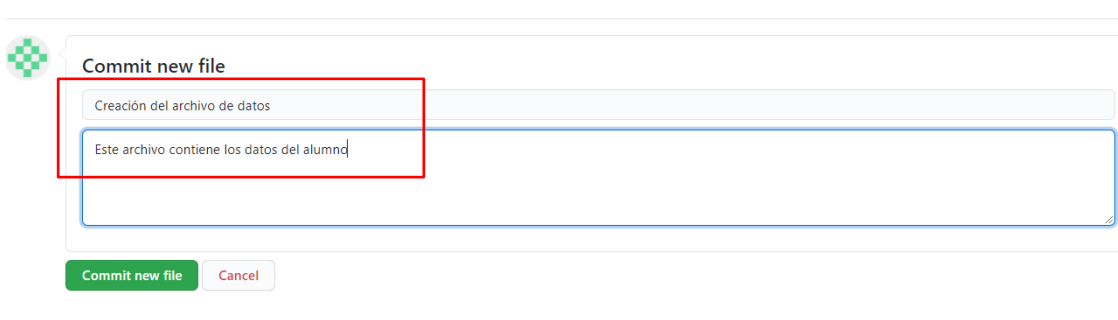 Commit new file
Creación del archivo de datos
Este archivo contiene los datos del alumno
Commit new file
Cancel